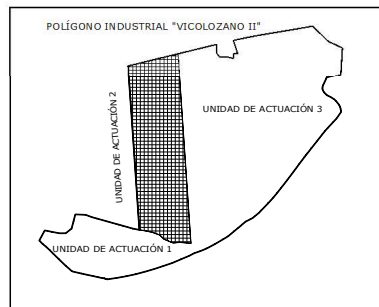 POLÍGONO INDUSTRIAL "VICOLOZANO II"
UNIDAD DE ACTUACIÓN 2
UNIDAD DE ACTUACIÓN 3
UNIDAD DE ACTUACIÓN 1